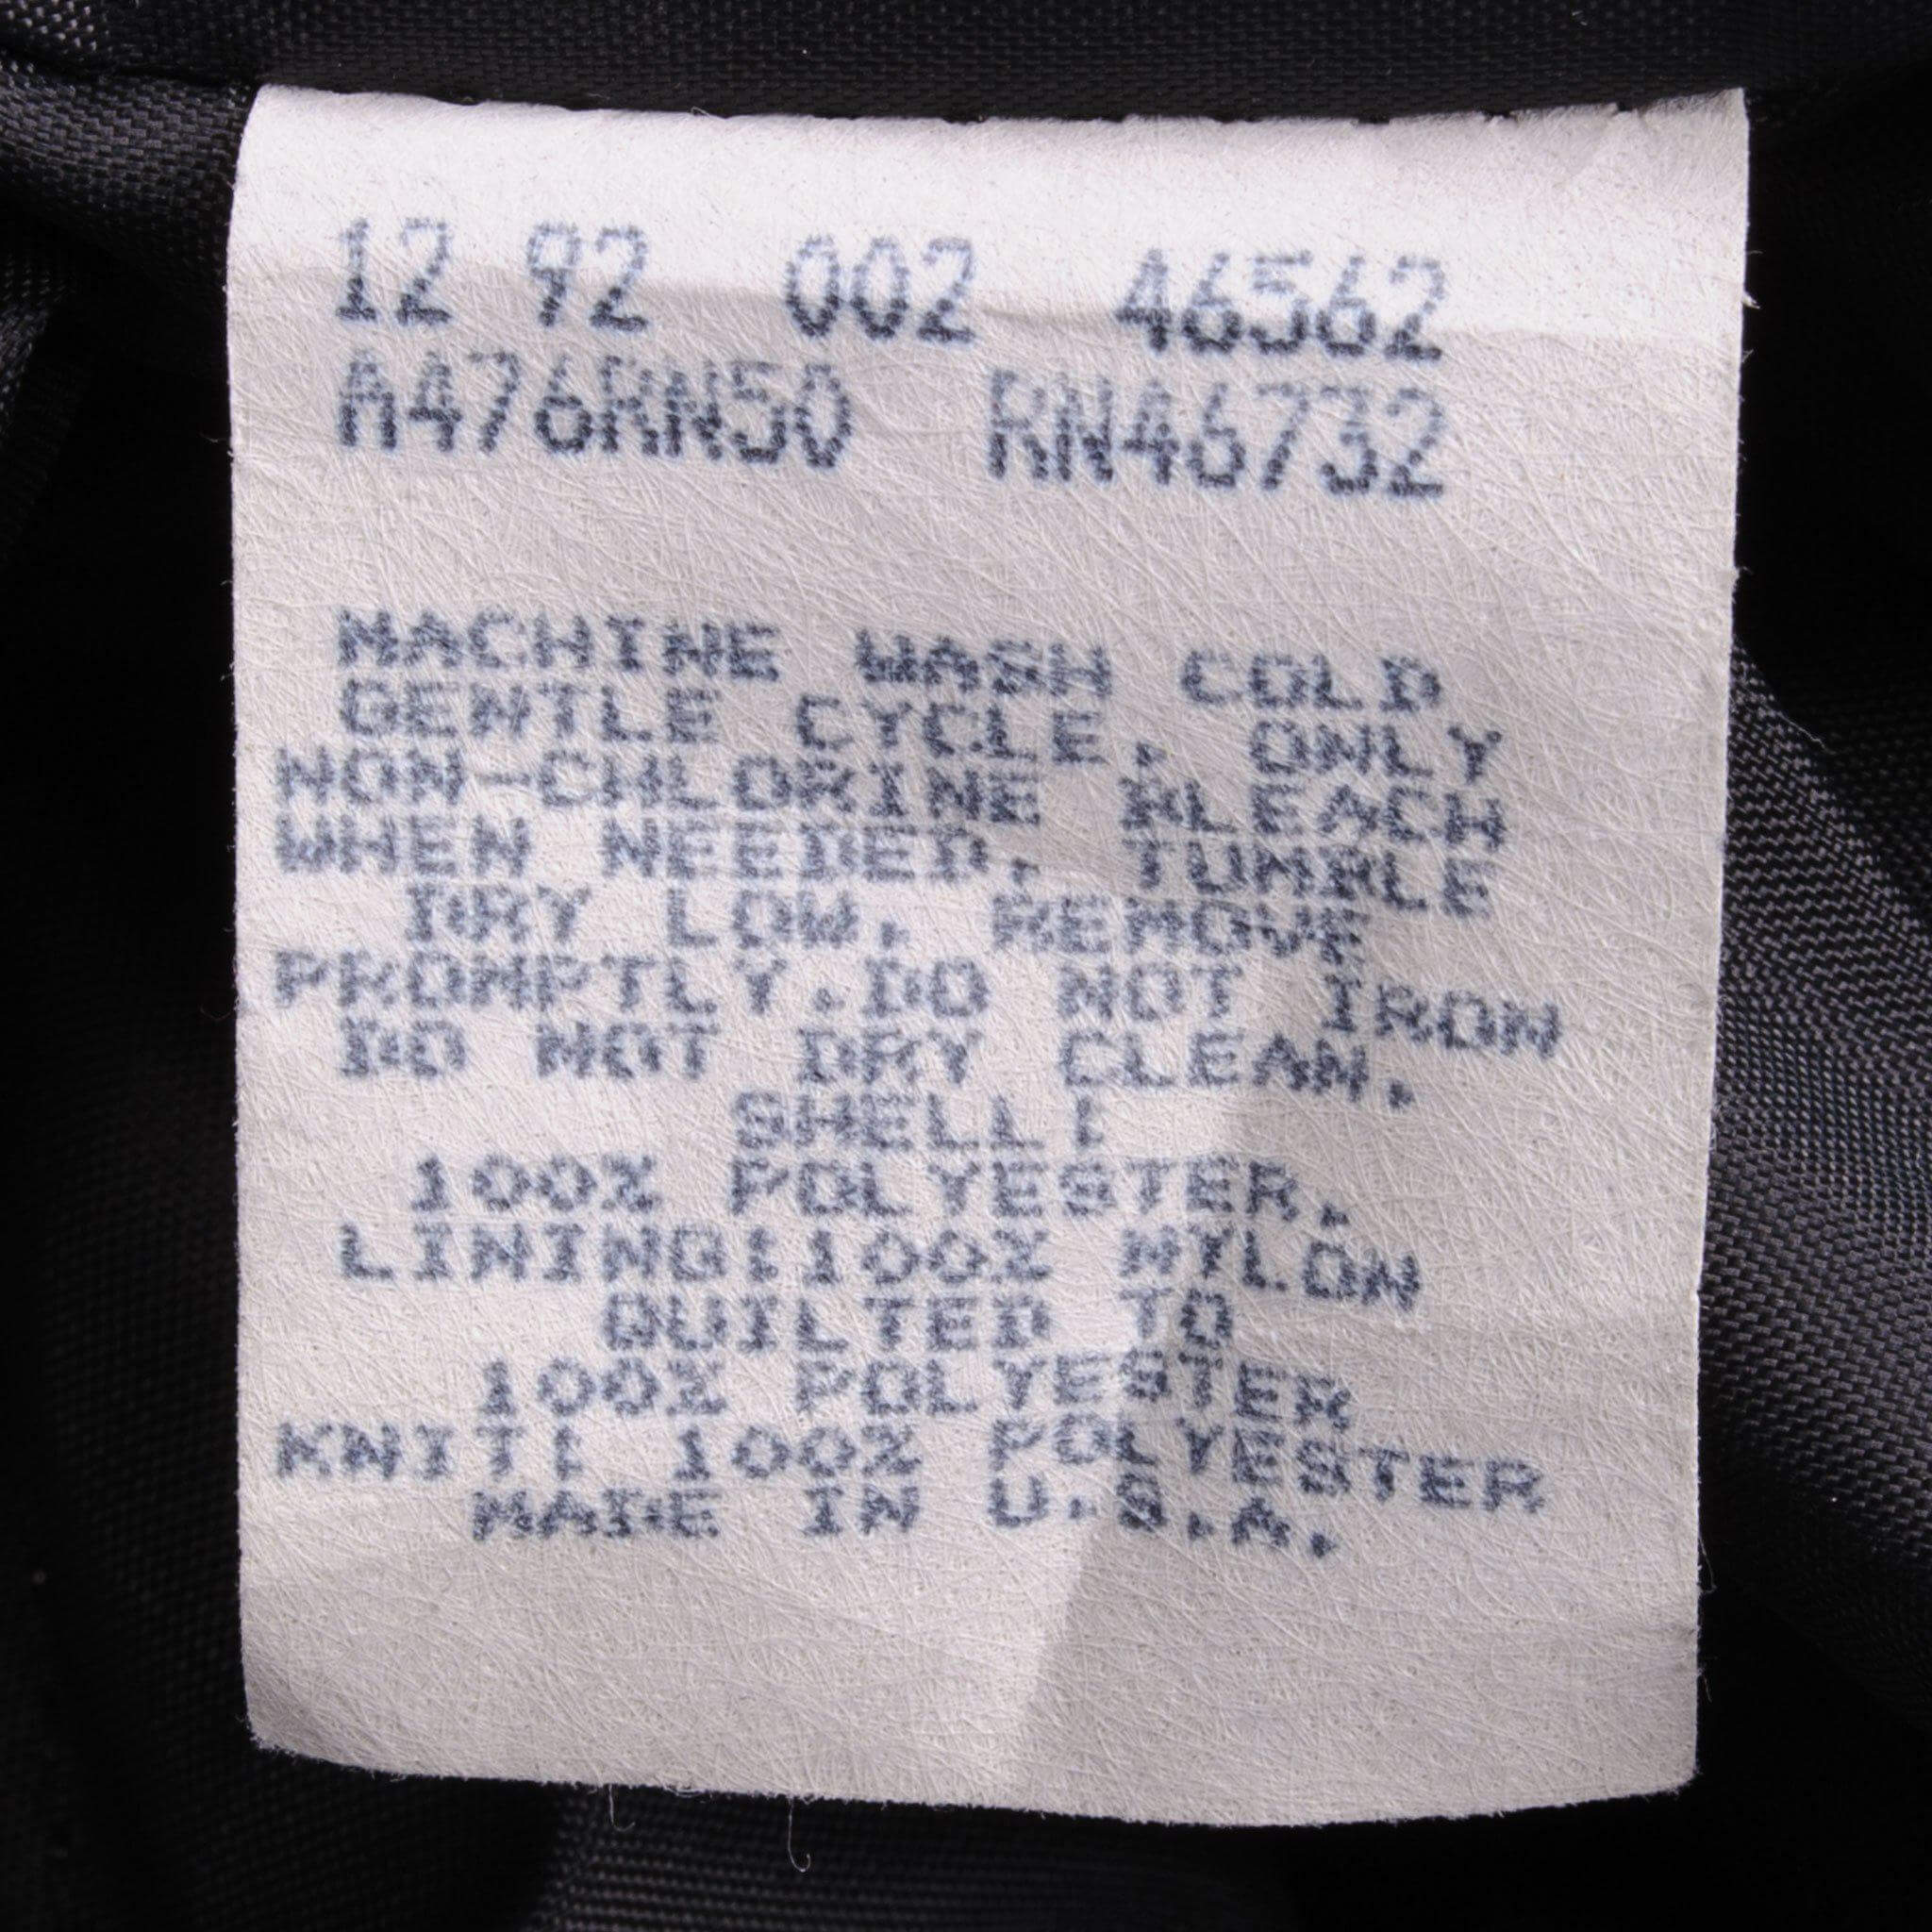 12 92 002 46562
A476RN50 RN46732
MACHINE WASH COLD
GENTLE CYCLE, ONLY
NON-CHLORINE BLEACH
WHEN NEEDED, TUMBLE
DRY LOW, REMOVE
PROMPTLY.DO NOT IRON
DO NOT DRY CLEAN.
SHELL:
100% POLYESTER,
LINING:100% NYLON
QUILTED TO
100% POLYESTER
KNIT: 100% POLYESTER
MADE IN U.S.A.